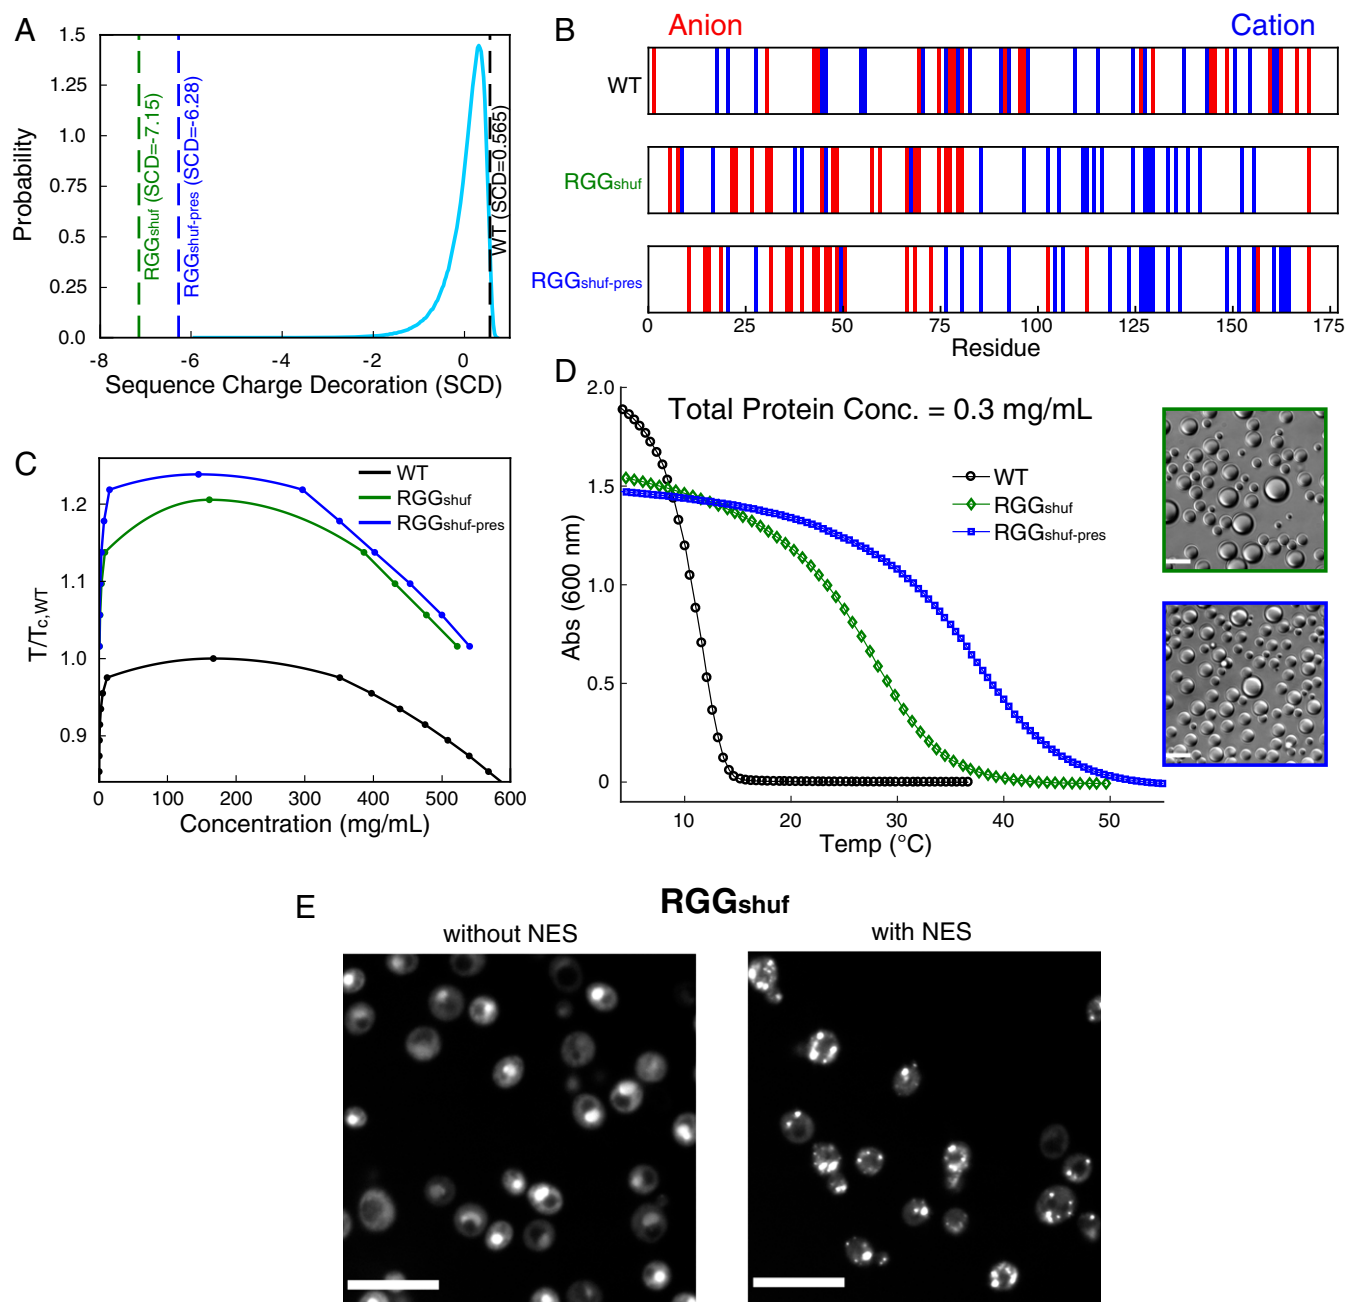 A
1.5
1.25
1.0
0.75
0.5
0.25
0.0
Probability
RGGshuf (SCD=-7.15)
RGGshuf-pres (SCD=-6.28)
WT (SCD=0.565)
-8
-6
-4
-2
0
Sequence Charge Decoration (SCD)
B
Anion
Cation
WT
RGGshuf
RGGshuf-pres
0
25
50
75
100
125
150
175
Residue
C
1.2
1.1
1.0
0.9
T/Tc,WT
WT
RGGshuf
RGGshuf-pres
0
100
200
300
400
500
600
Concentration (mg/mL)
D
Total Protein Conc. = 0.3 mg/mL
2.0
1.5
1.0
0.5
0
Abs (600 nm)
WT
RGGshuf
RGGshuf-pres
10
20
30
40
50
Temp (°C)
E
RGGshuf
without NES
with NES